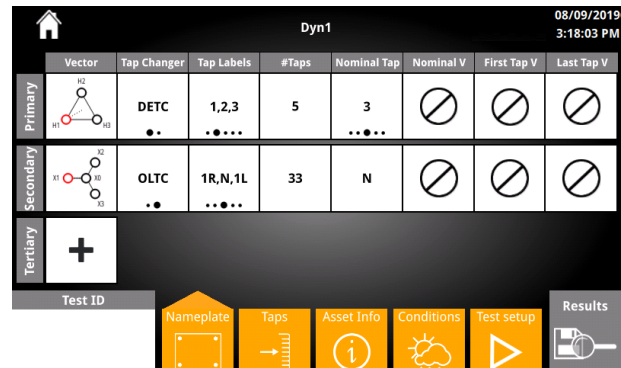 Dyn1
08/09/2019
3:18:03 PM
Vector Tap Changer Tap Labels #Taps Nominal Tap Nominal V First Tap V Last Tap V
Primary
H2
H1 H3
DETC 1,2,3 5 3
Secondary
X2
X1 X0
X3
OLTC 1R,N,1L 33 N
Tertiary
+
Test ID
Nameplate Taps Asset Info Conditions Test setup Results